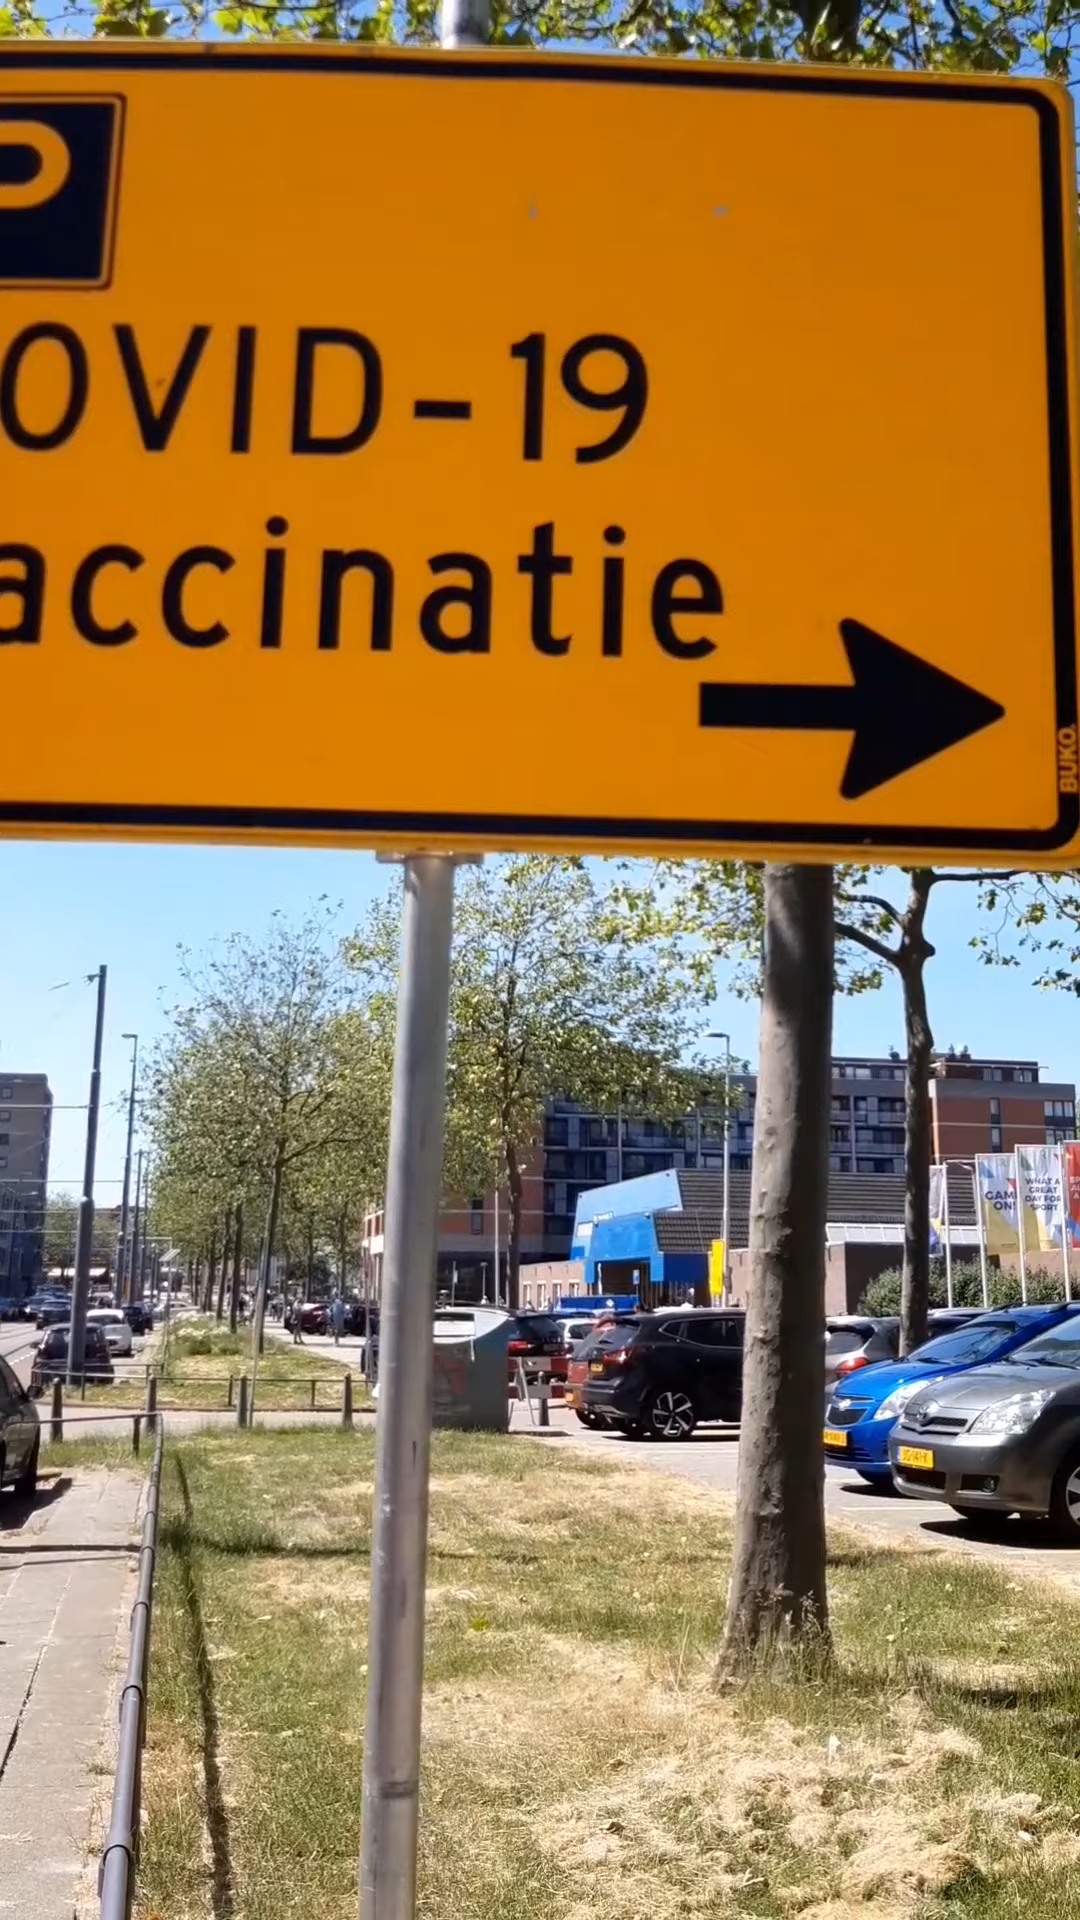 P
OVID-19
accinatie
BUKO.
GAME
ON!
WHAT A
GREAT
DAY FOR
SPORT